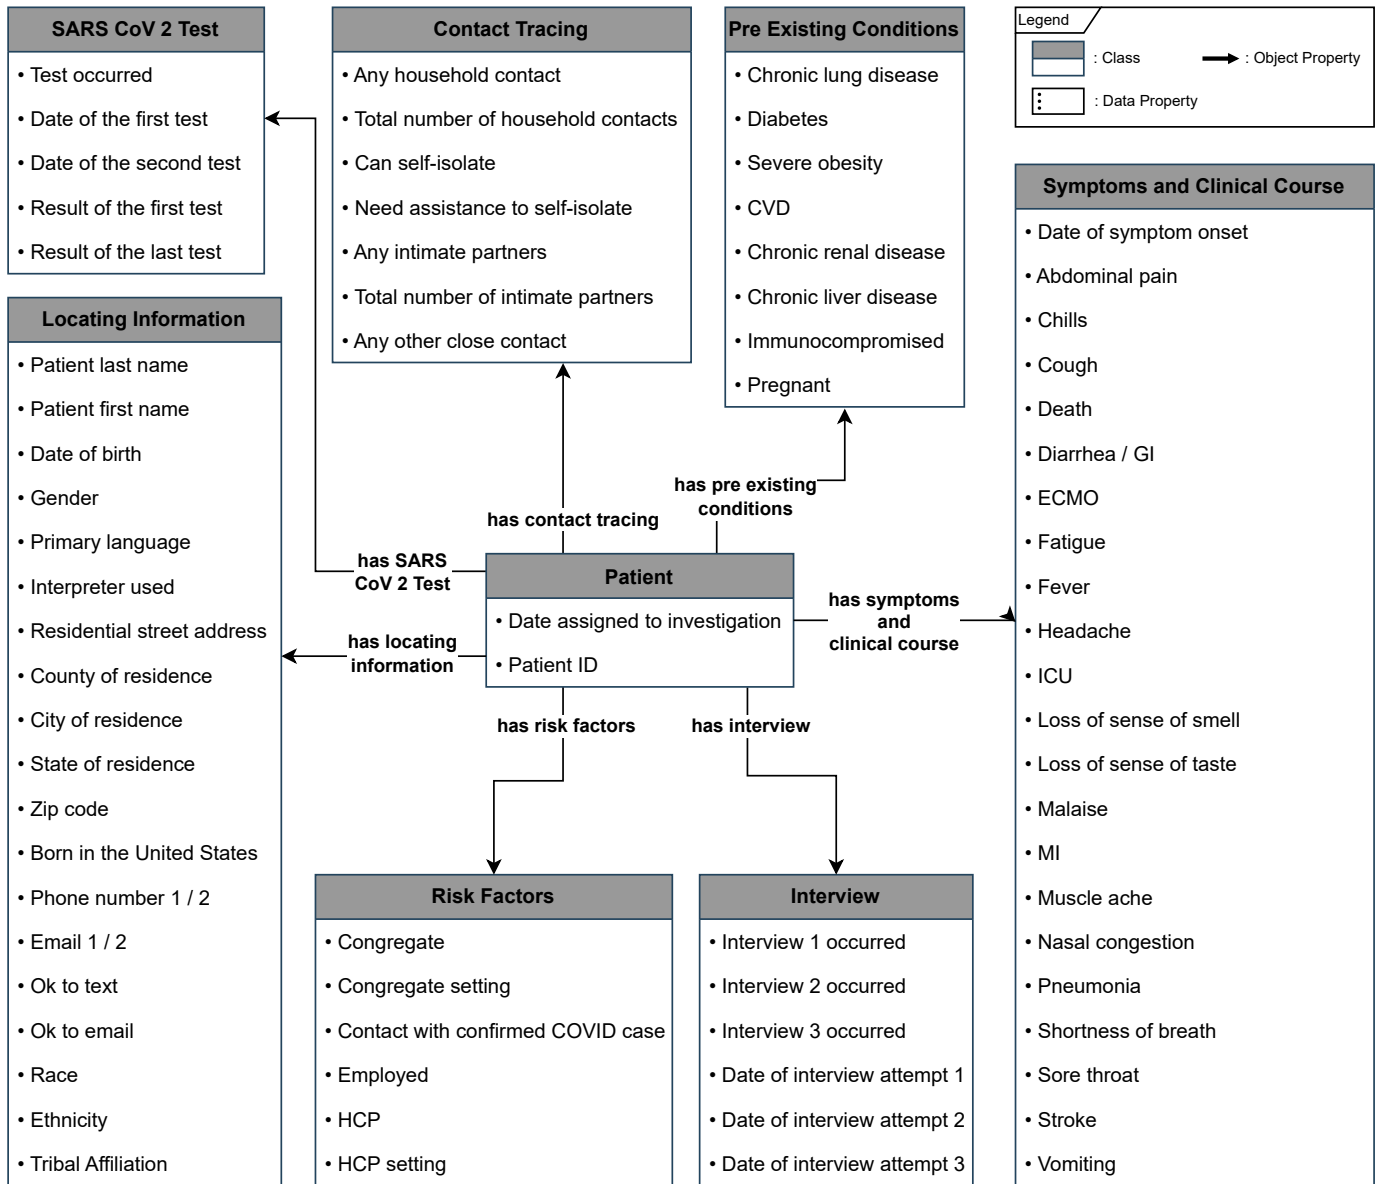 SARS CoV 2 Test
• Test occurred
• Date of the first test
• Date of the second test
• Result of the first test
• Result of the last test
Contact Tracing
• Any household contact
• Total number of household contacts
• Can self-isolate
• Need assistance to self-isolate
• Any intimate partners
• Total number of intimate partners
• Any other close contact
Pre Existing Conditions
• Chronic lung disease
• Diabetes
• Severe obesity
• CVD
• Chronic renal disease
• Chronic liver disease
• Immunocompromised
• Pregnant
Legend
: Class
: Object Property
: Data Property
Symptoms and Clinical Course
• Date of symptom onset
• Abdominal pain
• Chills
• Cough
• Death
• Diarrhea / GI
• ECMO
• Fatigue
• Fever
• Headache
• ICU
• Loss of sense of smell
• Loss of sense of taste
• Malaise
• MI
• Muscle ache
• Nasal congestion
• Pneumonia
• Shortness of breath
• Sore throat
• Stroke
• Vomiting
Locating Information
• Patient last name
• Patient first name
• Date of birth
• Gender
• Primary language
• Interpreter used
• Residential street address
• County of residence
• City of residence
• State of residence
• Zip code
• Born in the United States
• Phone number 1 / 2
• Email 1 / 2
• Ok to text
• Ok to email
• Race
• Ethnicity
• Tribal Affiliation
has contact tracing
has pre existing
conditions
has SARS
CoV 2 Test
has locating
information
Patient
• Date assigned to investigation
• Patient ID
has symptoms
and
clinical course
has risk factors
has interview
Risk Factors
• Congregate
• Congregate setting
• Contact with confirmed COVID case
• Employed
• HCP
• HCP setting
Interview
• Interview 1 occurred
• Interview 2 occurred
• Interview 3 occurred
• Date of interview attempt 1
• Date of interview attempt 2
• Date of interview attempt 3